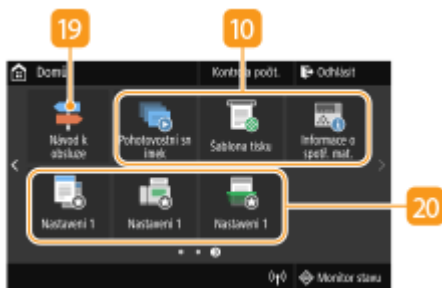 19
10
Domů
Kontrola počt.
Odhlásit
Návod k
obsluze
Pohotovostní sn
ímek
Šablona tisku
Informace o
spotř. mat.
Nastavení 1
Nastavení 1
Nastavení 1
20
Monitor stavu